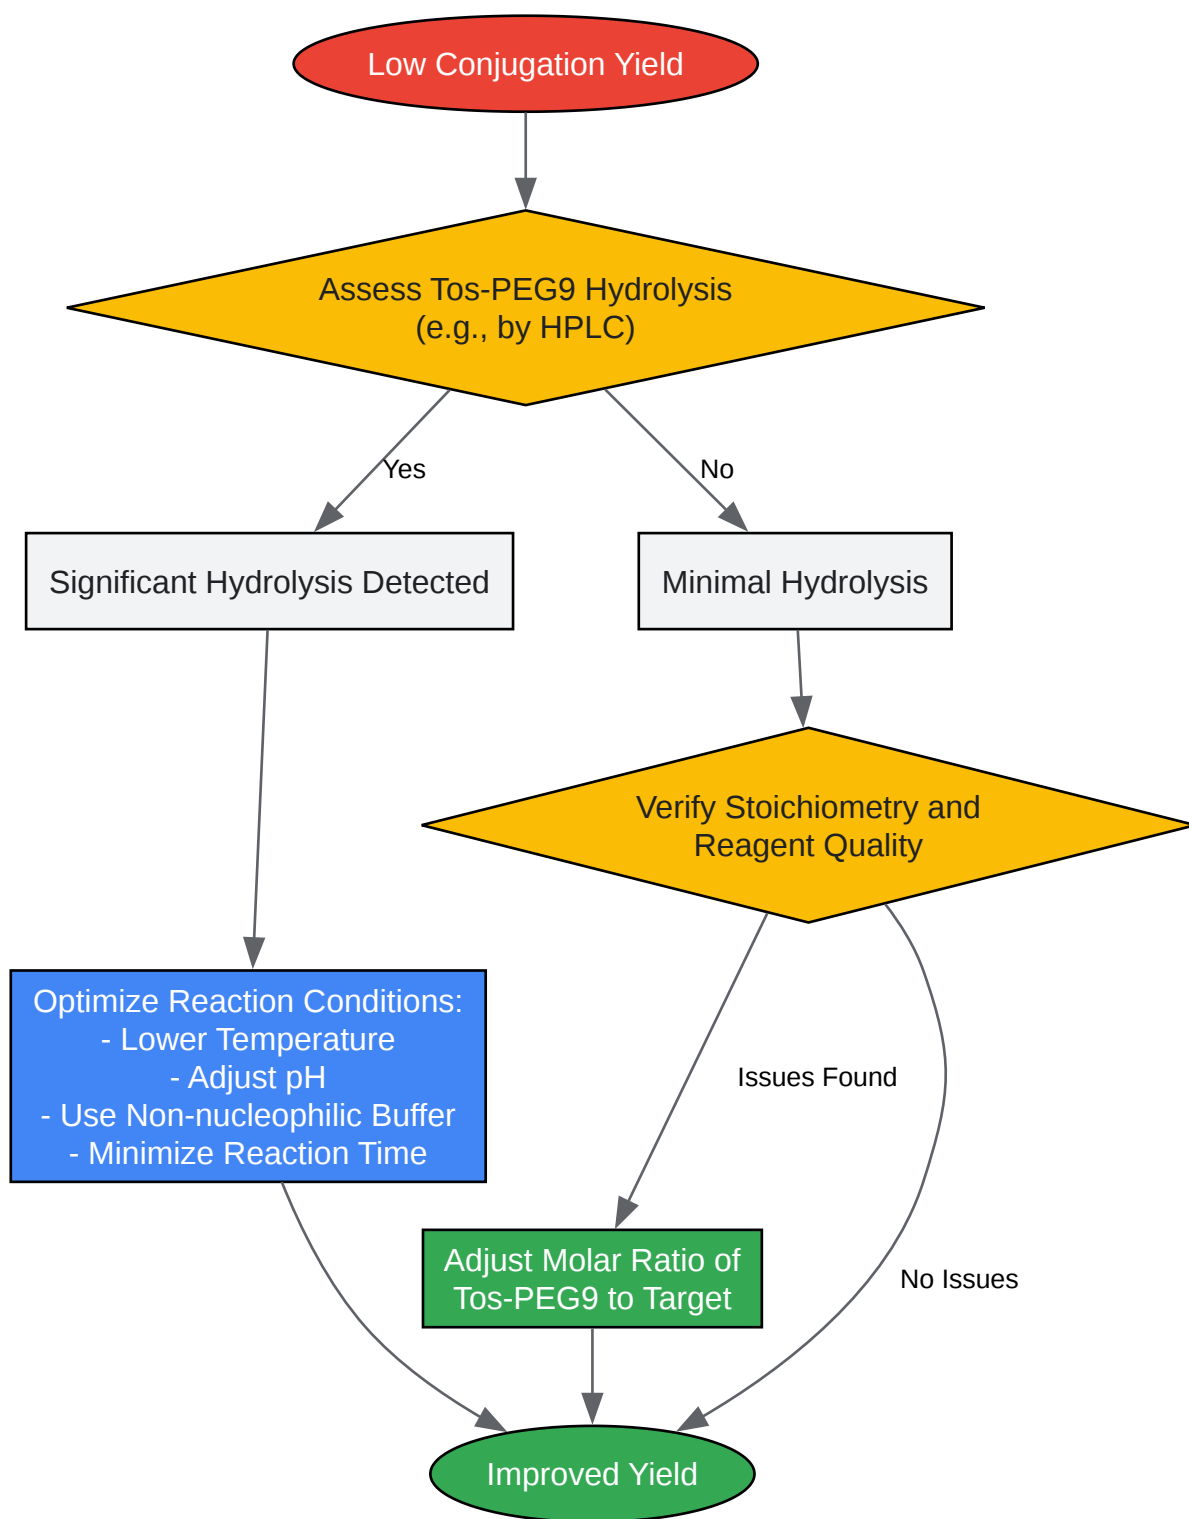 Low Conjugation Yield
Assess Tos-PEG9 Hydrolysis
(e.g., by HPLC)
Yes
No
Significant Hydrolysis Detected
Minimal Hydrolysis
Verify Stoichiometry and
Reagent Quality
Optimize Reaction Conditions:
- Lower Temperature
- Adjust pH
- Use Non-nucleophilic Buffer
- Minimize Reaction Time
Issues Found
Adjust Molar Ratio of
Tos-PEG9 to Target
No Issues
Improved Yield